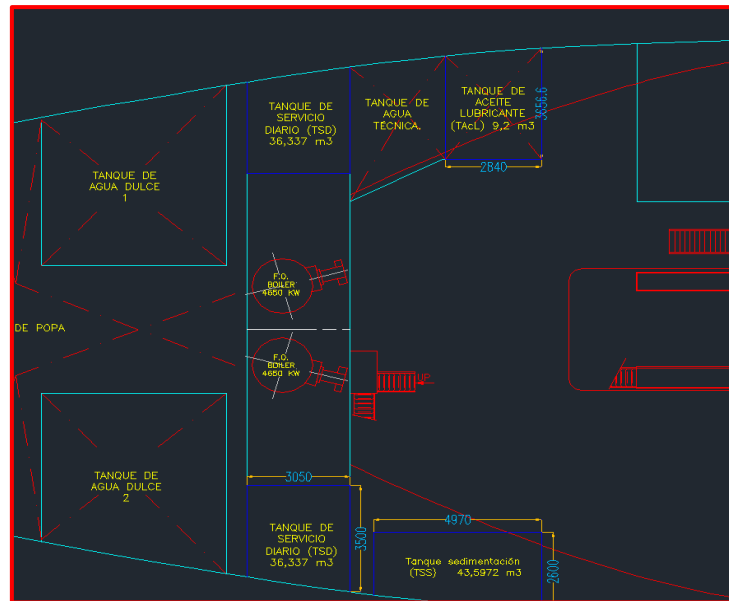 TANQUE DE
SERVICIO
DIARIO (TSD)
36,337 m3
TANQUE DE
AGUA
TÉCNICA.
TANQUE DE
ACEITE
LUBRICANTE
(TAcL) 9,2 m3
3656,6
2840
TANQUE DE
AGUA DULCE
1
F.O.
BOILER
4650 KW
DE POPA
F.O.
BOILER
4650 KW
UP
TANQUE DE
AGUA DULCE
2
3050
3500
4970
TANQUE DE
SERVICIO
DIARIO (TSD)
36,337 m3
Tanque sedimentación
(TSS) 43,5972 m3
2600